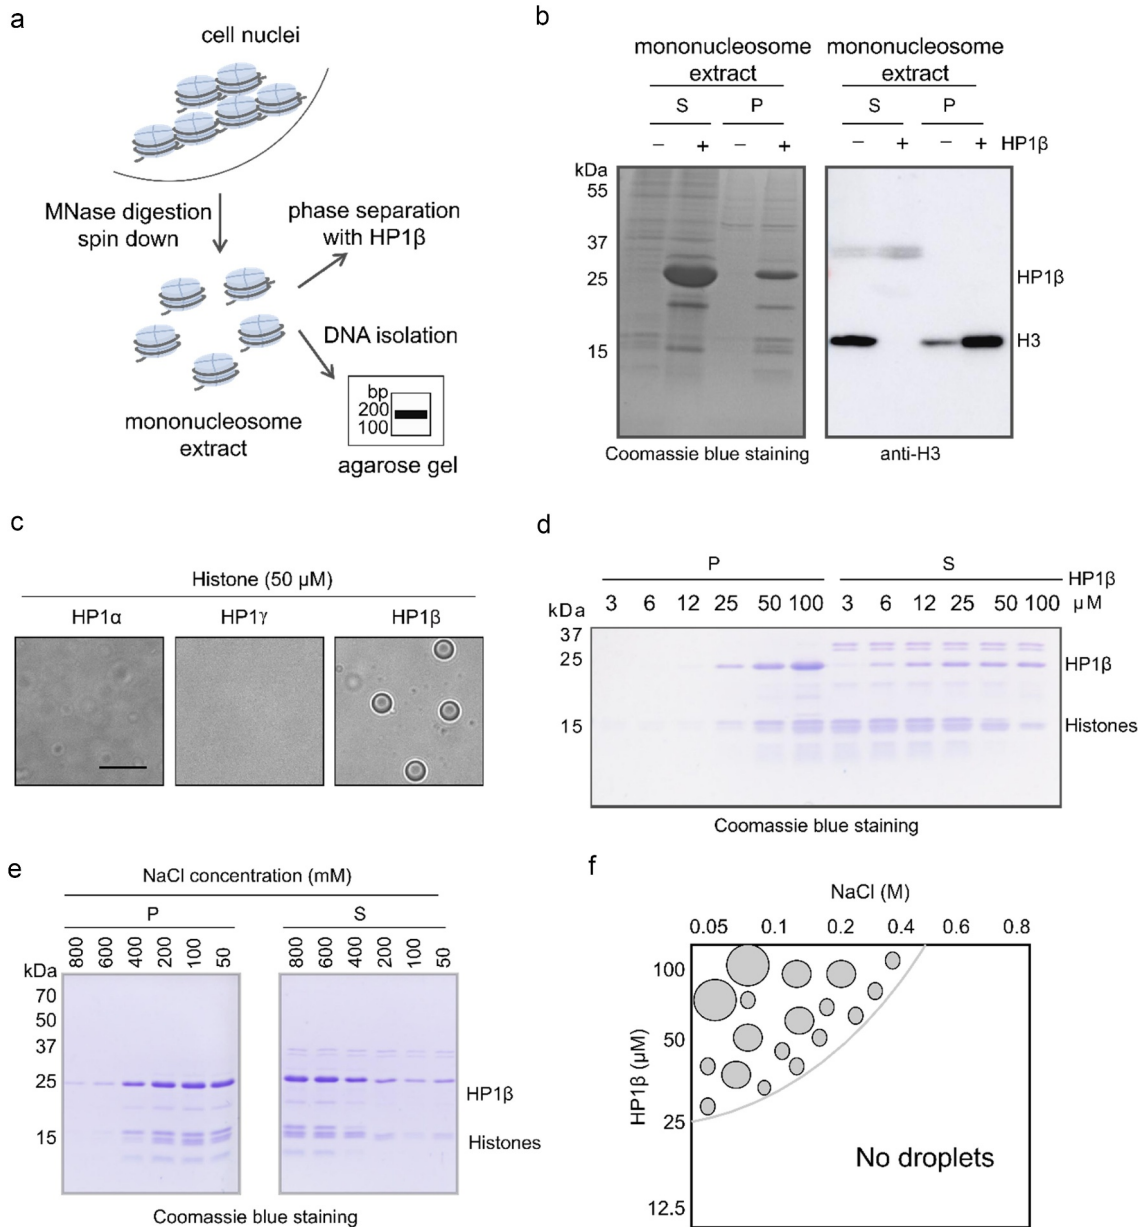 a
cell nuclei
MNase digestion
spin down
phase separation
with HP1β
DNA isolation
mononucleosome
extract
bp
200
100
agarose gel
b
mononucleosome
extract
mononucleosome
extract
S P S P
– + – + – + – + HP1β
kDa
55
37
25
15
HP1β
H3
Coomassie blue staining
anti-H3
c
Histone (50 µM)
HP1α HP1γ HP1β
d
P S
HP1β
µM
3 6 12 25 50 100 3 6 12 25 50 100
kDa
37
25
15
HP1β
Histones
Coomassie blue staining
e
NaCl concentration (mM)
P S
800 600 400 200 100 50 800 600 400 200 100 50
kDa
70
50
37
25
15
HP1β
Histones
Coomassie blue staining
f
NaCl (M)
0.05 0.1 0.2 0.4 0.6 0.8
HP1β (µM)
100
50
25
12.5
No droplets